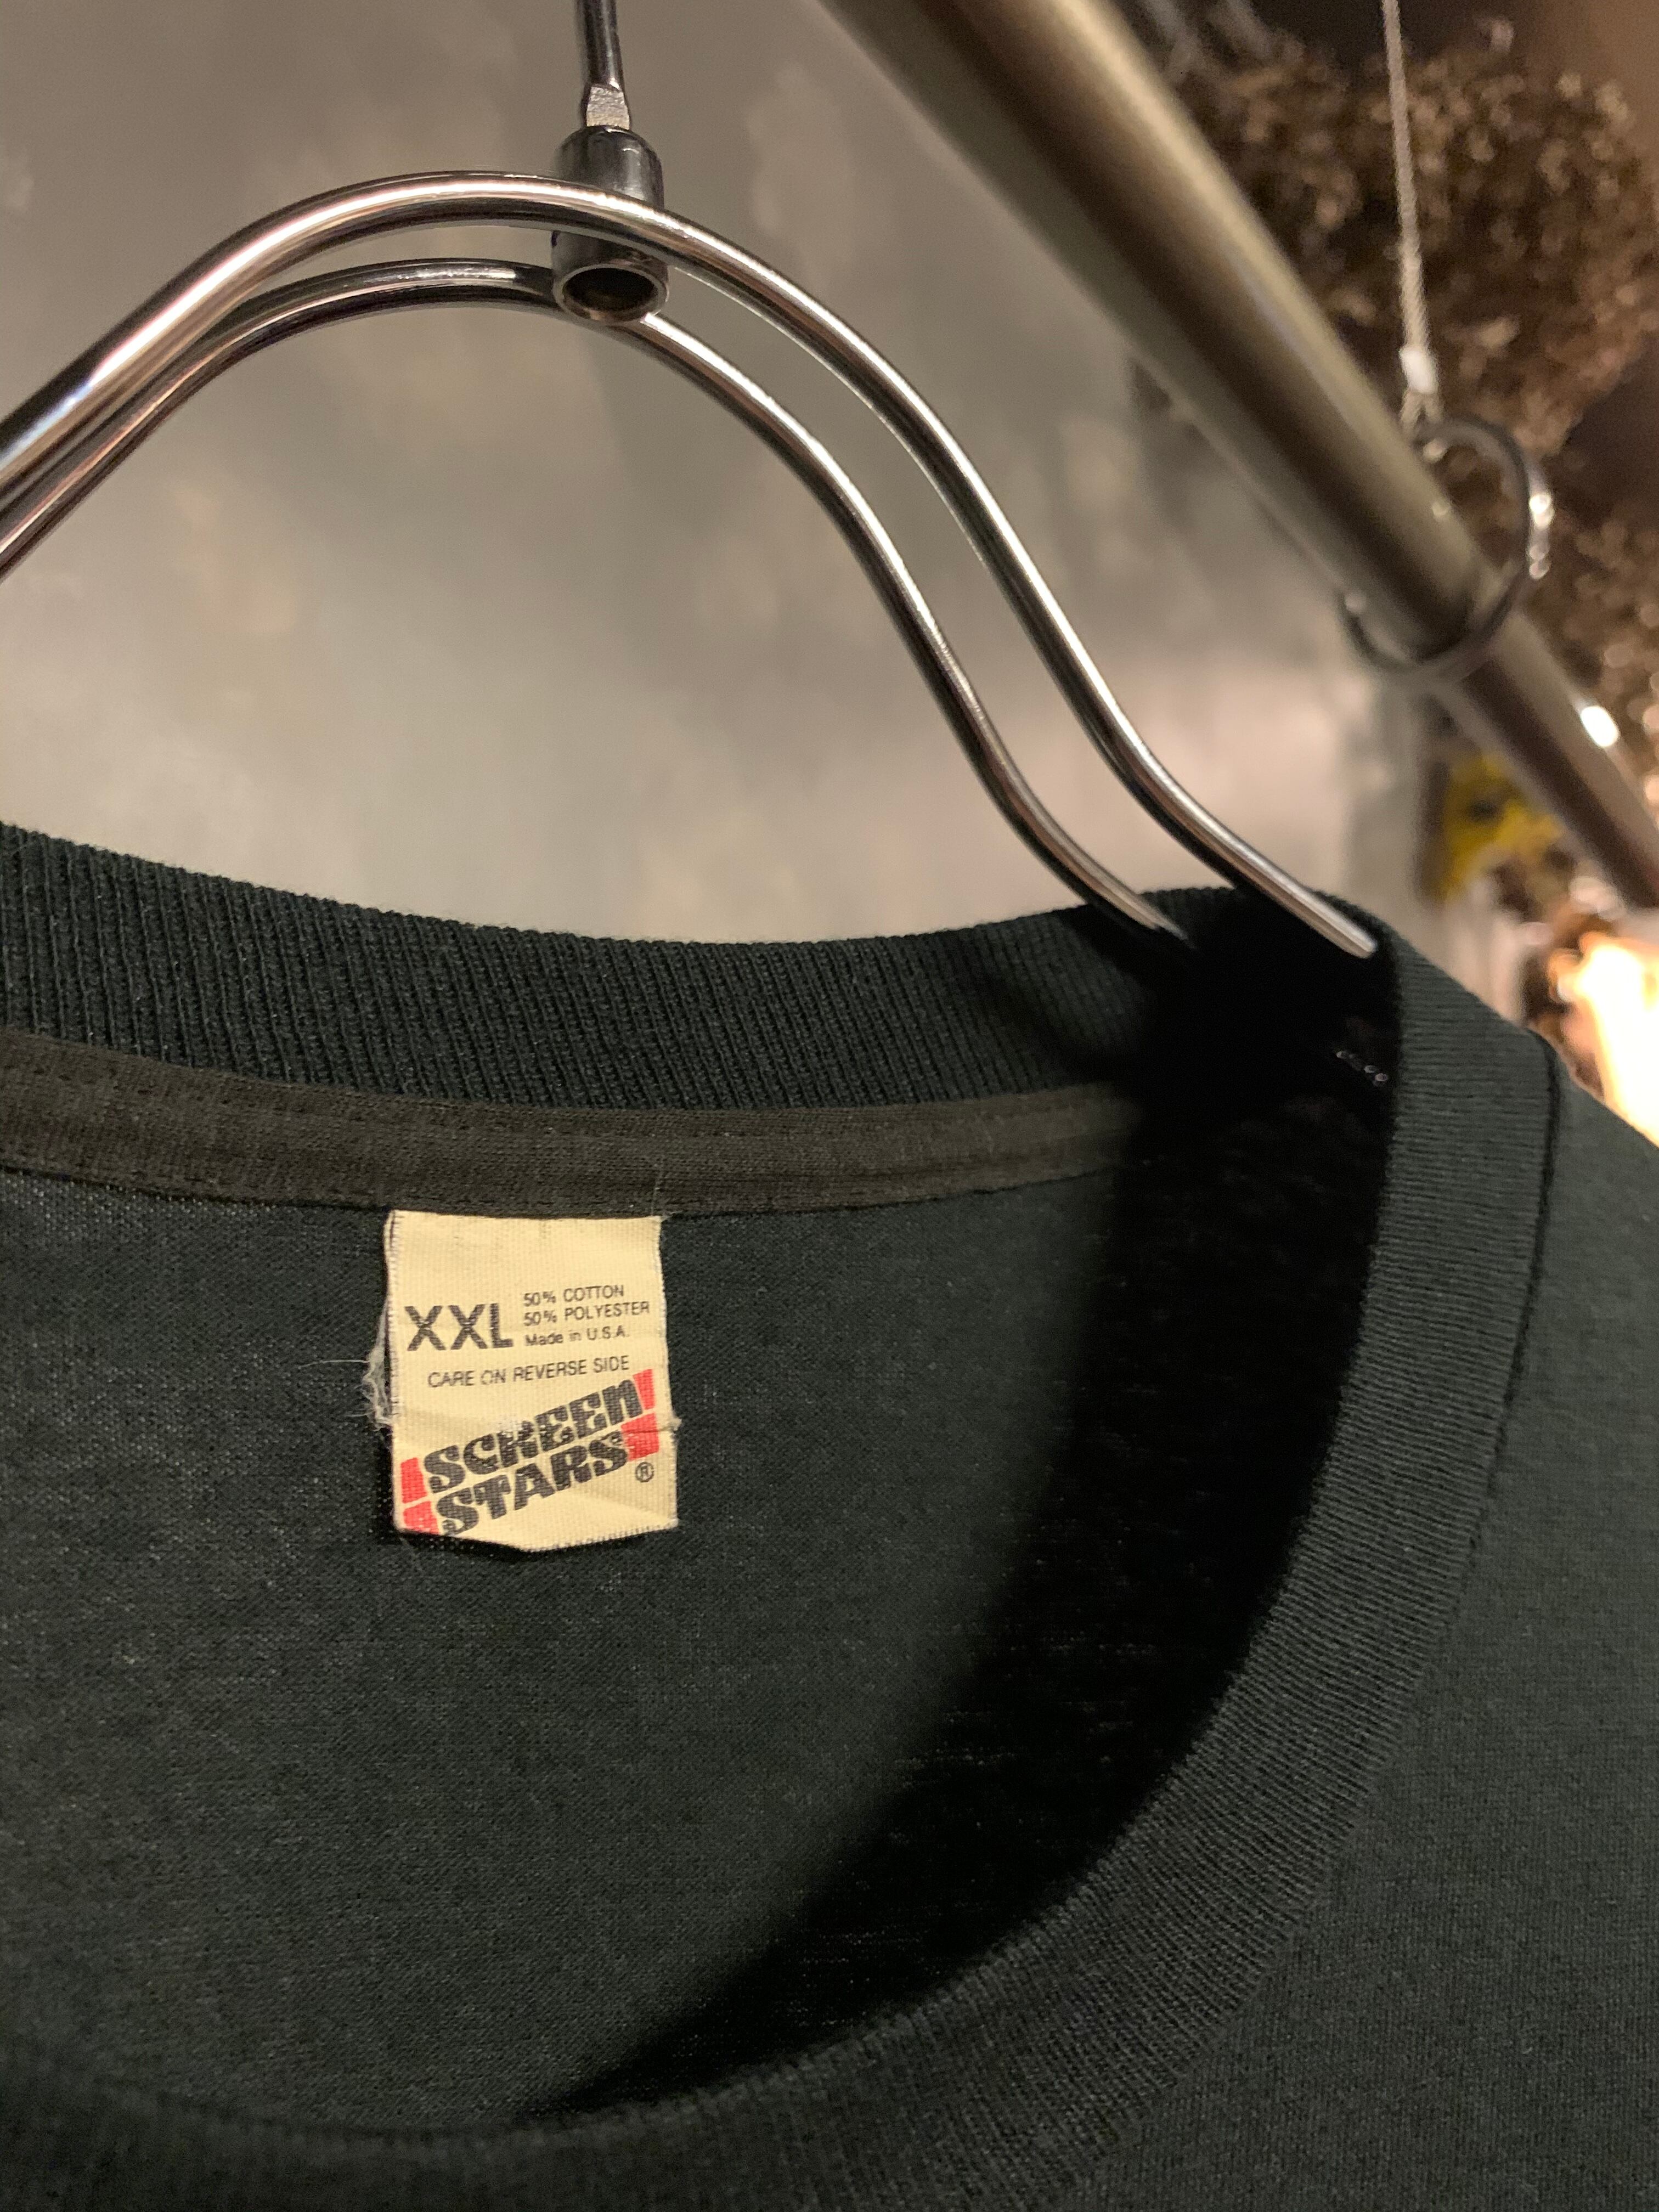 XXL
50% COTTON
50% POLYESTER
Made in U.S.A.
CARE ON REVERSE SIDE
SCREEN
STARS®